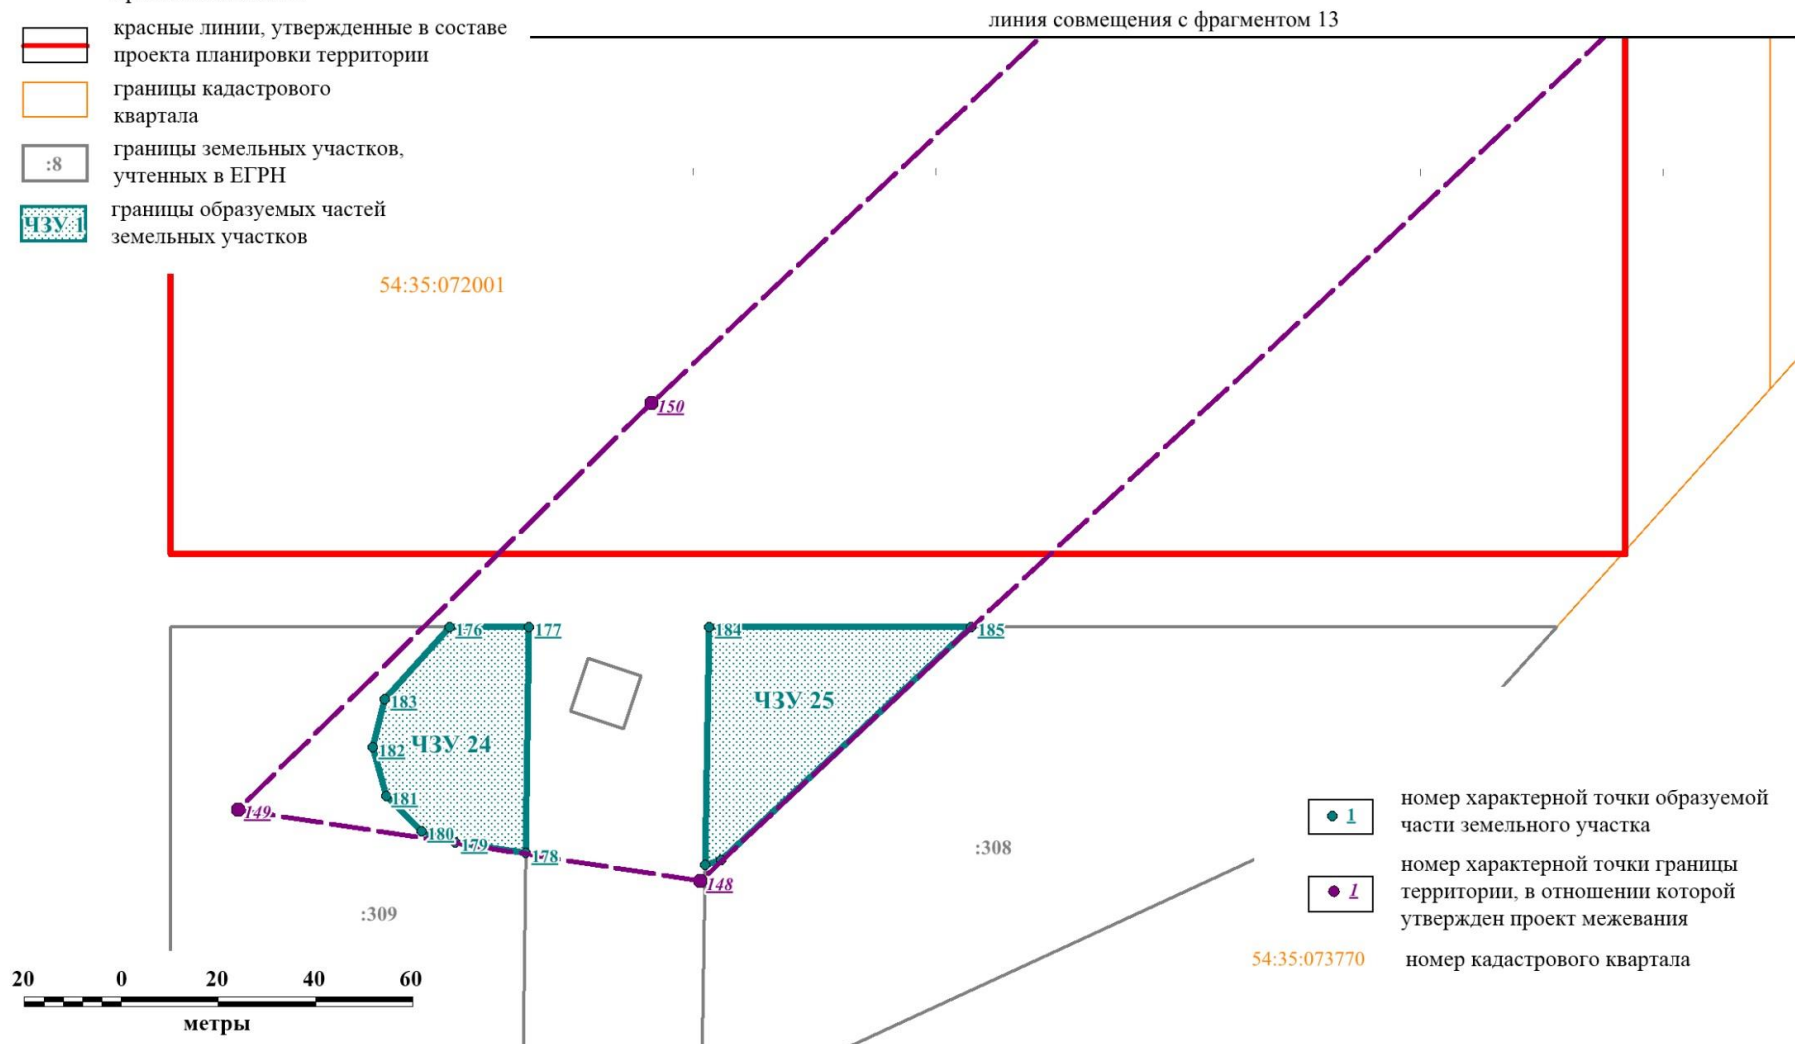 линия совмещения с фрагментом 13
красные линии, утвержденные в составе
проекта планировки территории
границы кадастрового
квартала
:8
границы земельных участков,
учтенных в ЕГРН
ЧЗУ 1
границы образуемых частей
земельных участков
54:35:072001
150
176
177
184
185
183
ЧЗУ 25
182
ЧЗУ 24
181
149
180
179
178
148
:308
:309
1
номер характерной точки образуемой
части земельного участка
1
номер характерной точки границы
территории, в отношении которой
утвержден проект межевания
54:35:073770
номер кадастрового квартала
20 0 20 40 60
метры